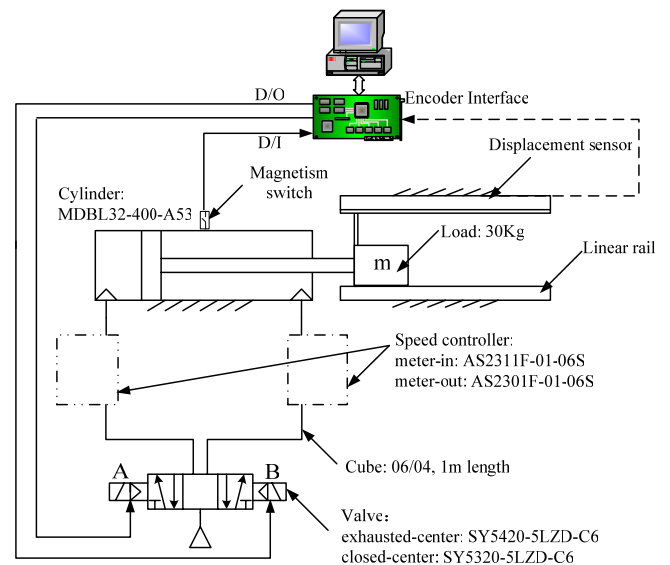 D/O
Encoder Interface
D/I
Displacement sensor
Magnetism
switch
Cylinder:
MDBL32-400-A53
Load: 30Kg
m
Linear rail
Speed controller:
meter-in: AS2311F-01-06S
meter-out: AS2301F-01-06S
Cube: 06/04, 1m length
A
B
Valve：
exhausted-center: SY5420-5LZD-C6
closed-center: SY5320-5LZD-C6